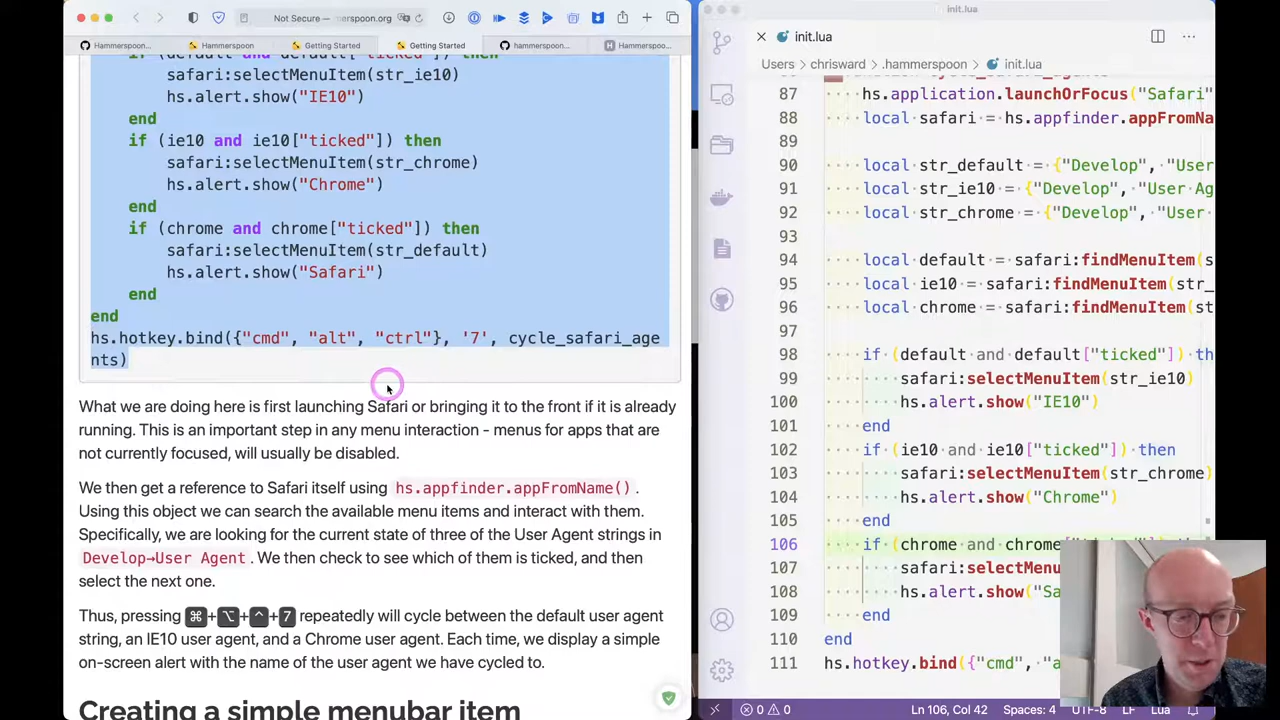 Not Secure — hammerspoon.org
Hammerspoon...
Hammerspoon
Getting Started
Getting Started
hammerspoon...
Hammerspoo...
if (default and default["ticked"]) then
safari:selectMenuItem(str_ie10)
hs.alert.show("IE10")
end
if (ie10 and ie10["ticked"]) then
safari:selectMenuItem(str_chrome)
hs.alert.show("Chrome")
end
if (chrome and chrome["ticked"]) then
safari:selectMenuItem(str_default)
hs.alert.show("Safari")
end
end
hs.hotkey.bind({"cmd", "alt", "ctrl"}, '7', cycle_safari_age
nts)
What we are doing here is first launching Safari or bringing it to the front if it is already
running. This is an important step in any menu interaction - menus for apps that are
not currently focused, will usually be disabled.
We then get a reference to Safari itself using hs.appfinder.appFromName() .
Using this object we can search the available menu items and interact with them.
Specifically, we are looking for the current state of three of the User Agent strings in
Develop→User Agent . We then check to see which of them is ticked, and then
select the next one.
Thus, pressing ⌘+⌥+^+7 repeatedly will cycle between the default user agent
string, an IE10 user agent, and a Chrome user agent. Each time, we display a simple
on-screen alert with the name of the user agent we have cycled to.
Creating a simple menubar item
init.lua
init.lua
Users > chrisward > .hammerspoon > init.lua
87 hs.application.launchOrFocus("Safari"
88 local safari = hs.appfinder.appFromNa
89
90 local str_default = {"Develop", "User
91 local str_ie10 = {"Develop", "User Ag
92 local str_chrome = {"Develop", "User
93
94 local default = safari:findMenuItem(s
95 local ie10 = safari:findMenuItem(str_
96 local chrome = safari:findMenuItem(st
97
98 if (default and default["ticked"]) th
99 safari:selectMenuItem(str_ie10)
100 hs.alert.show("IE10")
101 end
102 if (ie10 and ie10["ticked"]) then
103 safari:selectMenuItem(str_chrome)
104 hs.alert.show("Chrome")
105 end
106 if (chrome and chrome
107 safari:selectMenu
108 hs.alert.show("Sa
109 end
110 end
111 hs.hotkey.bind({"cmd", "a
0 0 Ln 106, Col 42 Spaces: 4 UTF-8 LF Lua